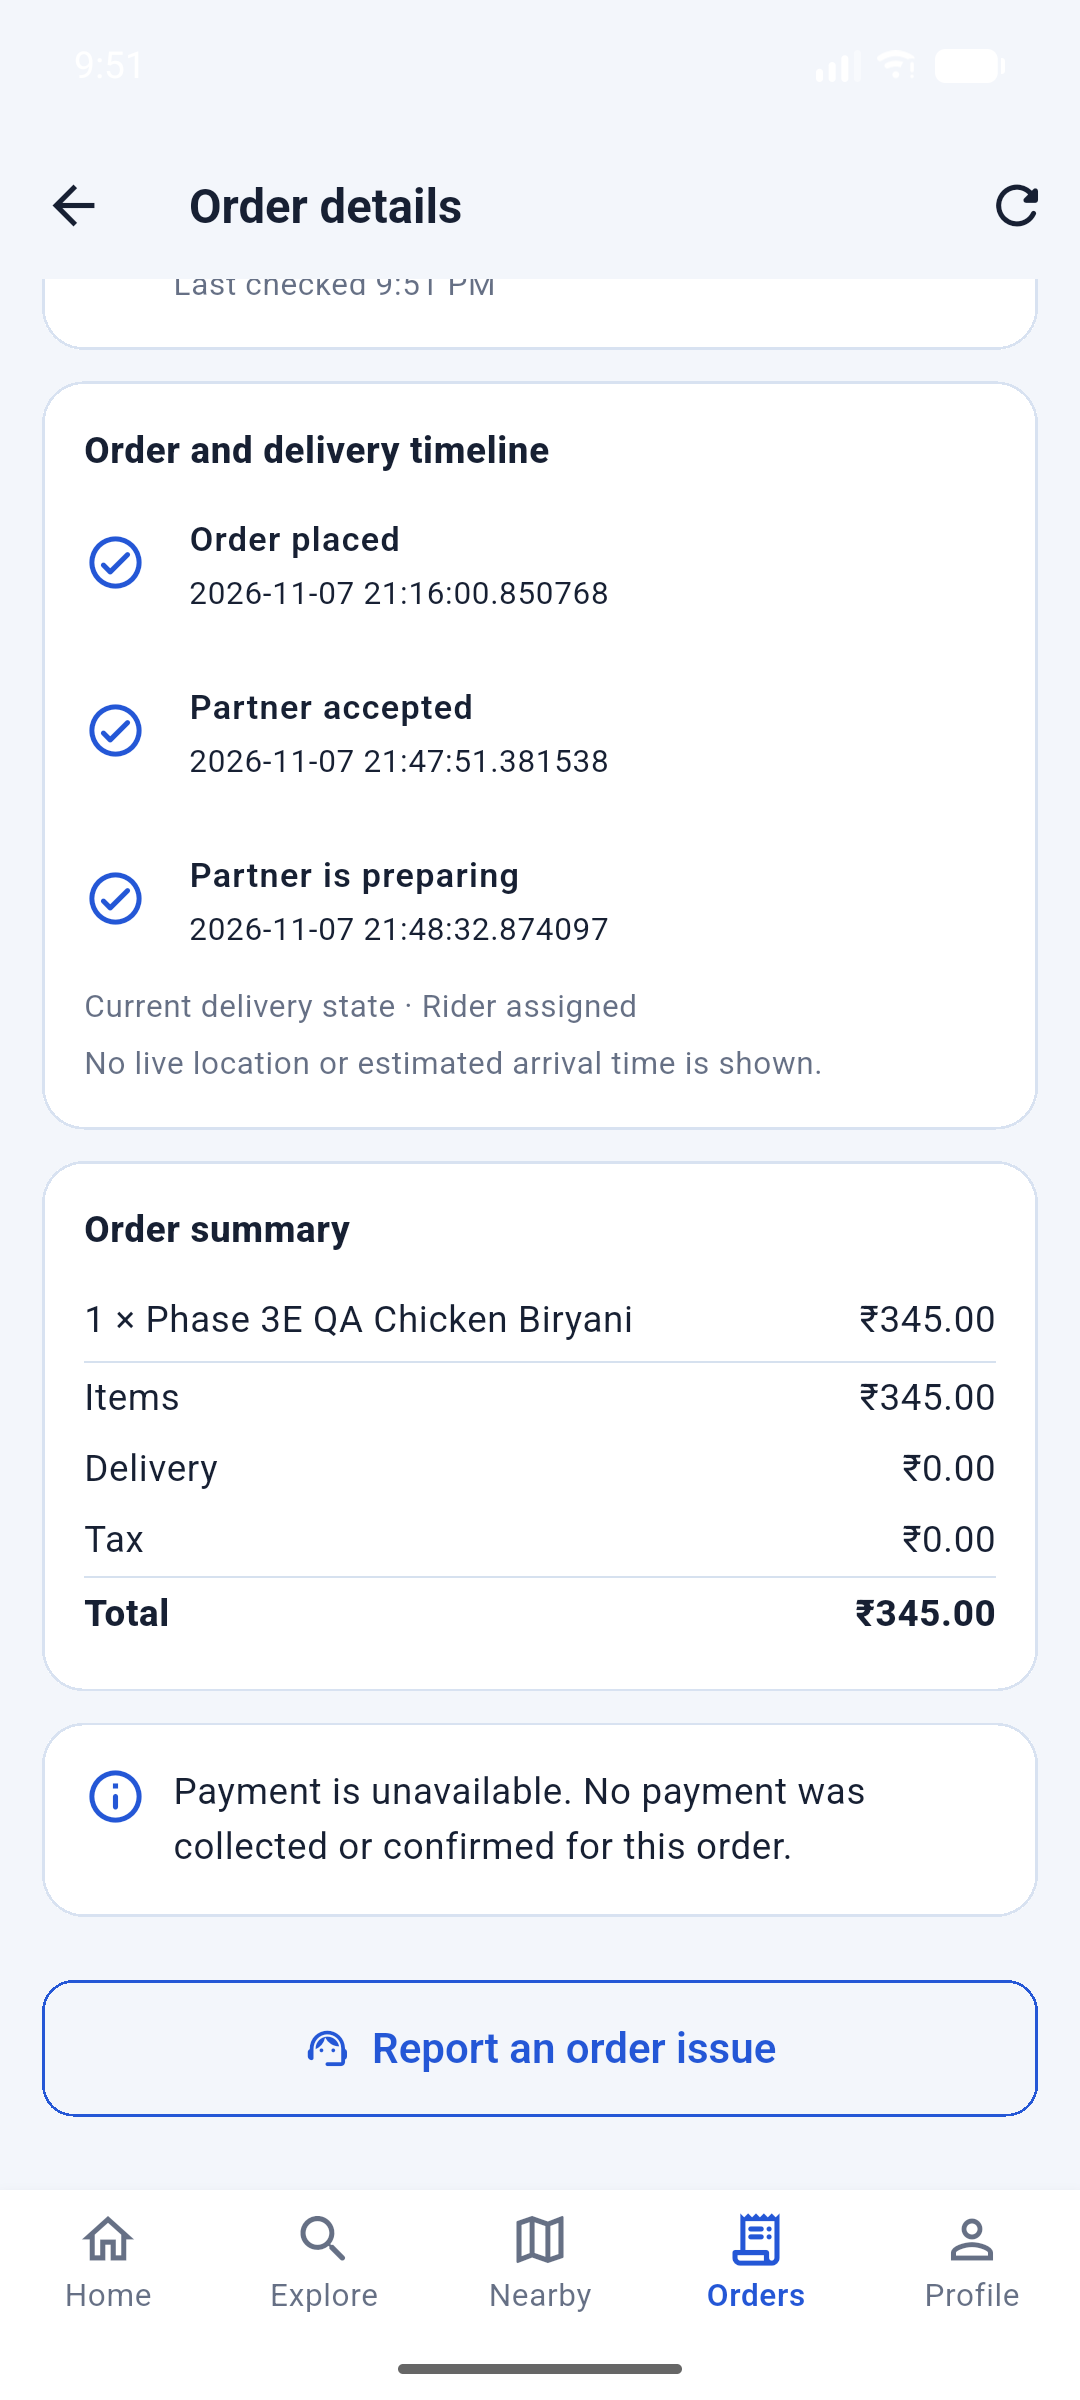 9:51
Order details
Last checked 9:51 PM
Order and delivery timeline
Order placed
2026-11-07 21:16:00.850768
Partner accepted
2026-11-07 21:47:51.381538
Partner is preparing
2026-11-07 21:48:32.874097
Current delivery state · Rider assigned
No live location or estimated arrival time is shown.
Order summary
1 × Phase 3E QA Chicken Biryani ₹345.00
Items ₹345.00
Delivery ₹0.00
Tax ₹0.00
Total ₹345.00
Payment is unavailable. No payment was
collected or confirmed for this order.
Report an order issue
Home Explore Nearby Orders Profile